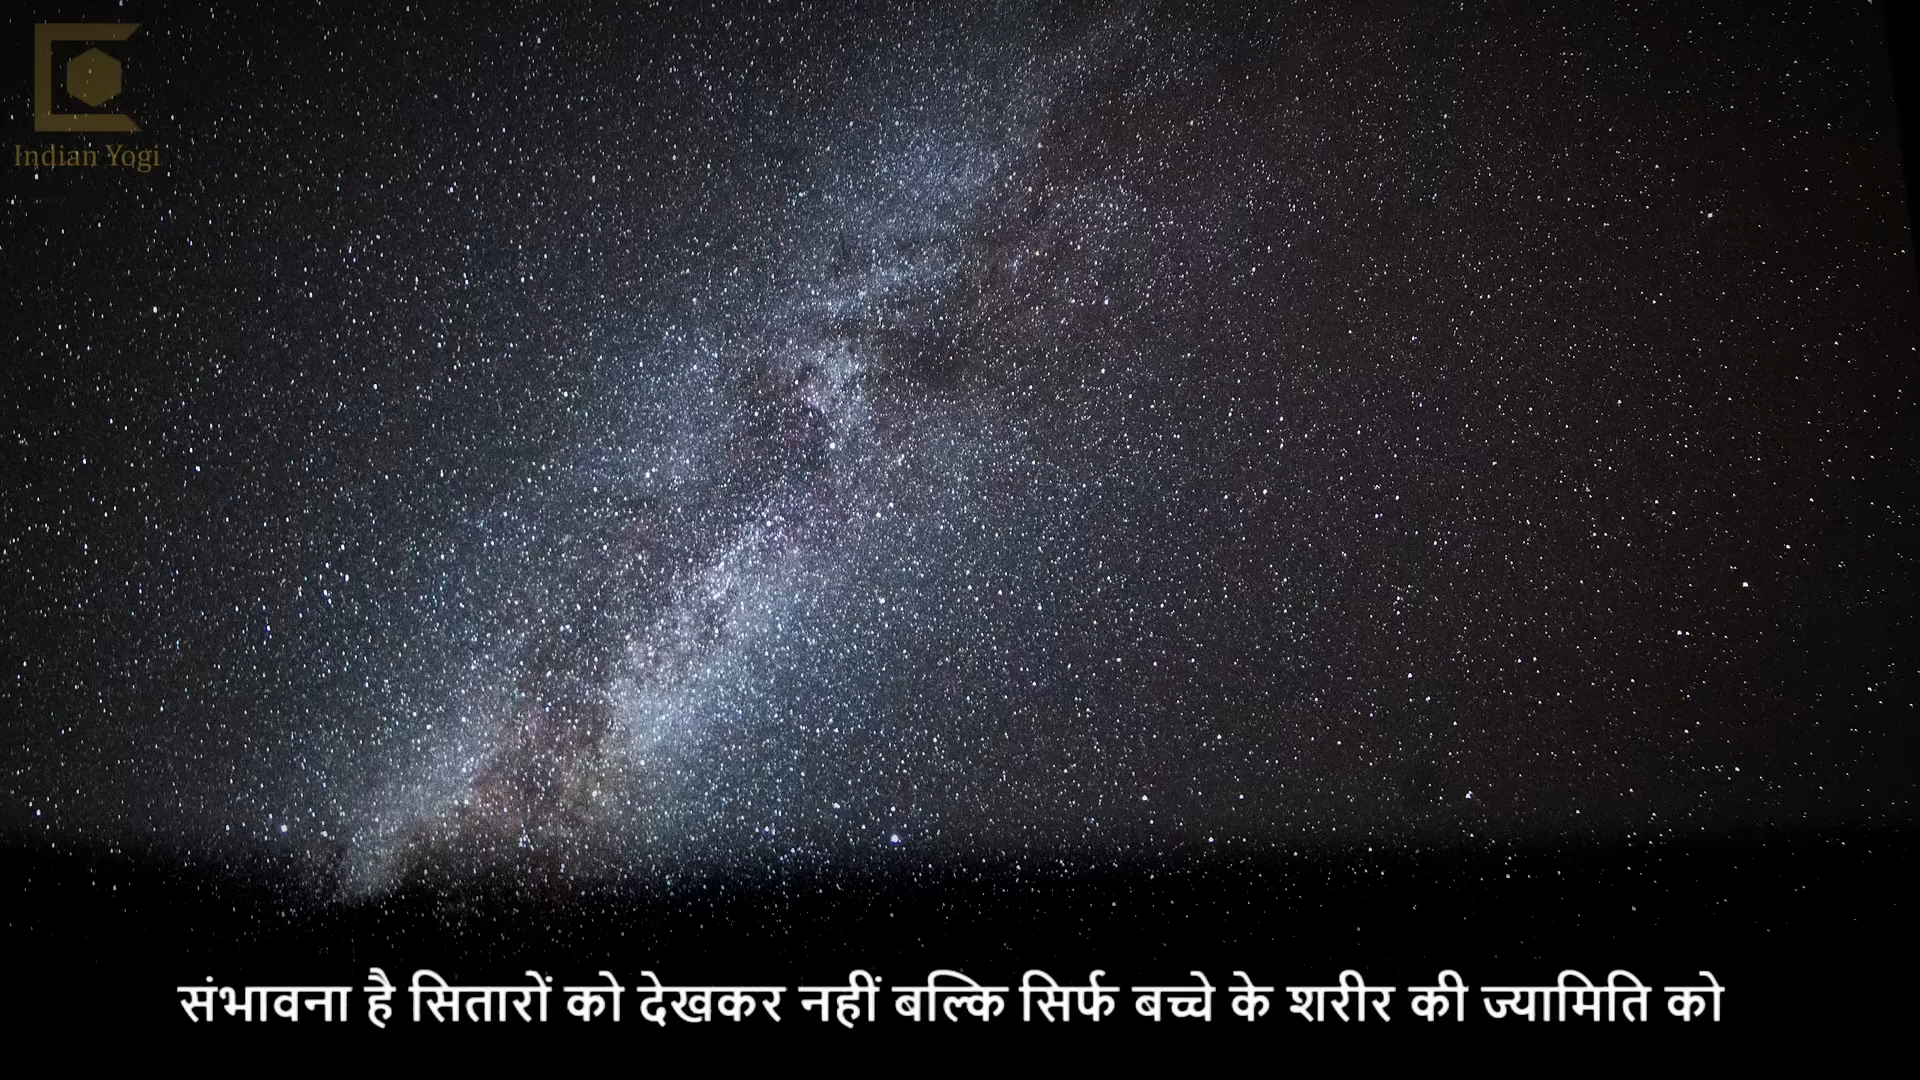 Indian Yogi
संभावना है सितारों को देखकर नहीं बल्कि सिर्फ बच्चे के शरीर की ज्यामिति को